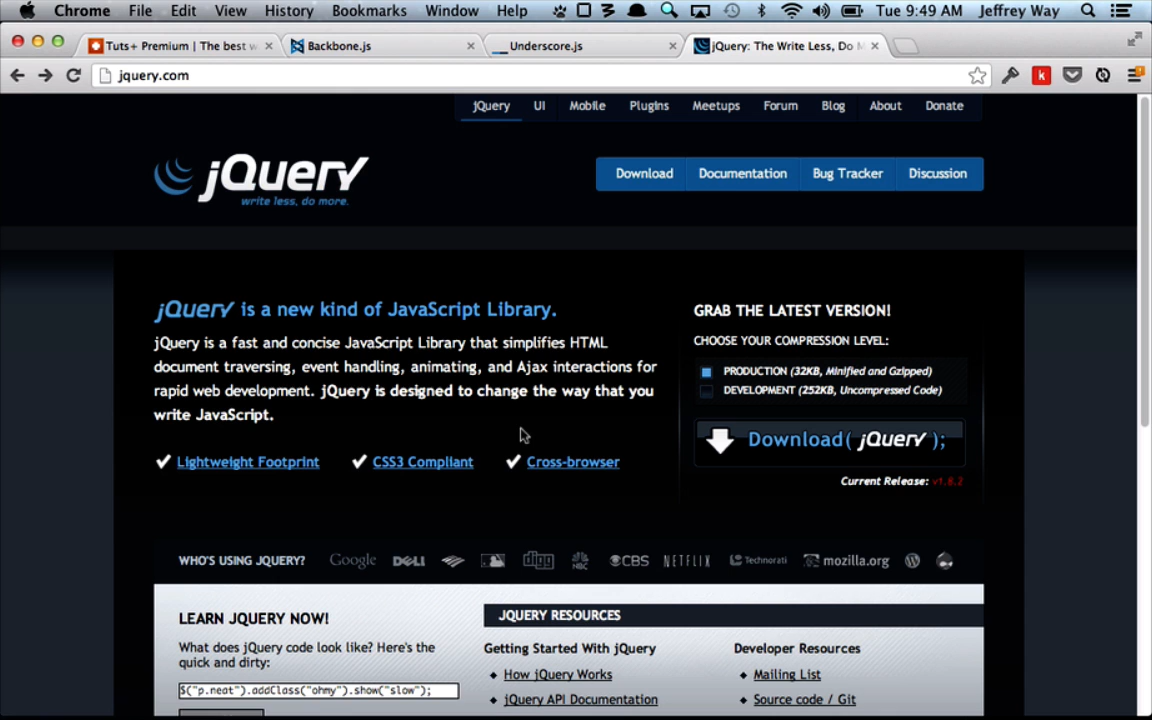 Chrome File Edit View History Bookmarks Window Help Tue 9:49 AM Jeffrey Way
Tuts+ Premium | The best w Backbone.js Underscore.js jQuery: The Write Less, Do M
jquery.com
jQuery UI Mobile Plugins Meetups Forum Blog About Donate
jQuery
write less, do more.
Download Documentation Bug Tracker Discussion
jQuery is a new kind of JavaScript Library.
jQuery is a fast and concise JavaScript Library that simplifies HTML
document traversing, event handling, animating, and Ajax interactions for
rapid web development. jQuery is designed to change the way that you
write JavaScript.
Lightweight Footprint CSS3 Compliant Cross-browser
GRAB THE LATEST VERSION!
CHOOSE YOUR COMPRESSION LEVEL:
PRODUCTION (32KB, Minified and Gzipped)
DEVELOPMENT (252KB, Uncompressed Code)
Download( jQuery );
Current Release: v1.8.2
WHO'S USING JQUERY? Google DELL digg NBC CBS NETFLIX Technorati mozilla.org
LEARN JQUERY NOW!
What does jQuery code look like? Here's the
quick and dirty:
$("p.neat").addClass("ohmy").show("slow");
JQUERY RESOURCES
Getting Started With jQuery
How jQuery Works
jQuery API Documentation
Developer Resources
Mailing List
Source code / Git